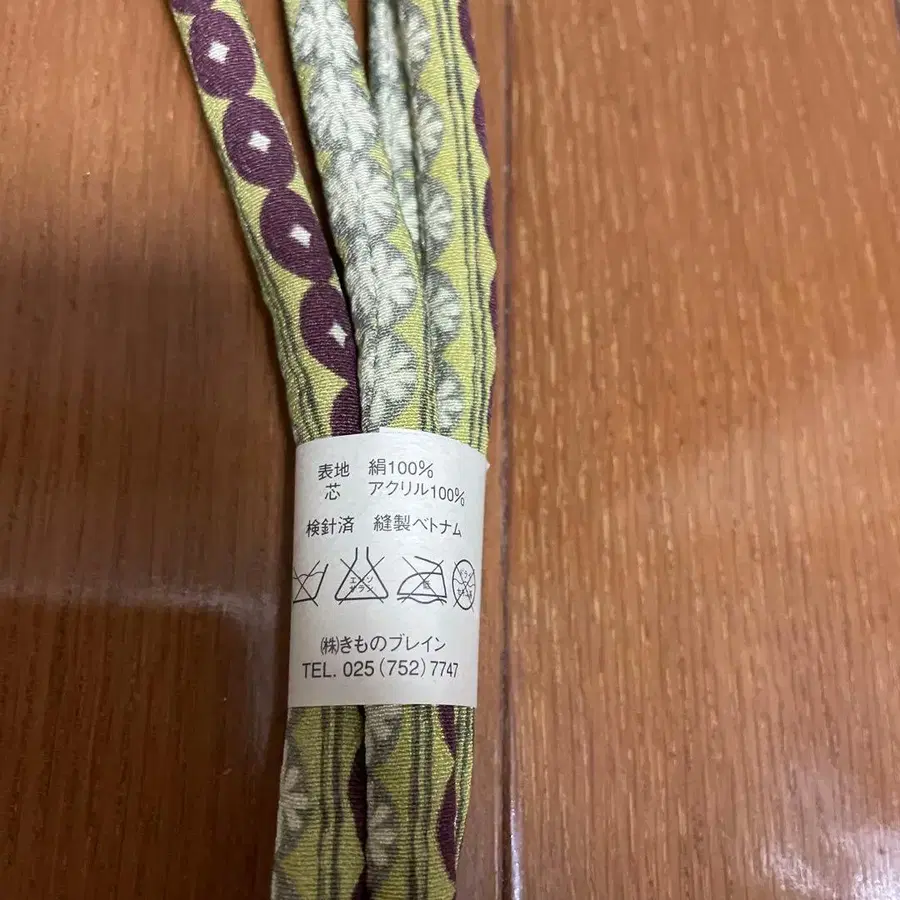 表地 絹100%
芯 アクリル100%
検針済 縫製ベトナム
エンソ
サラシ
㈱きものブレイン
TEL. 025(752)7747